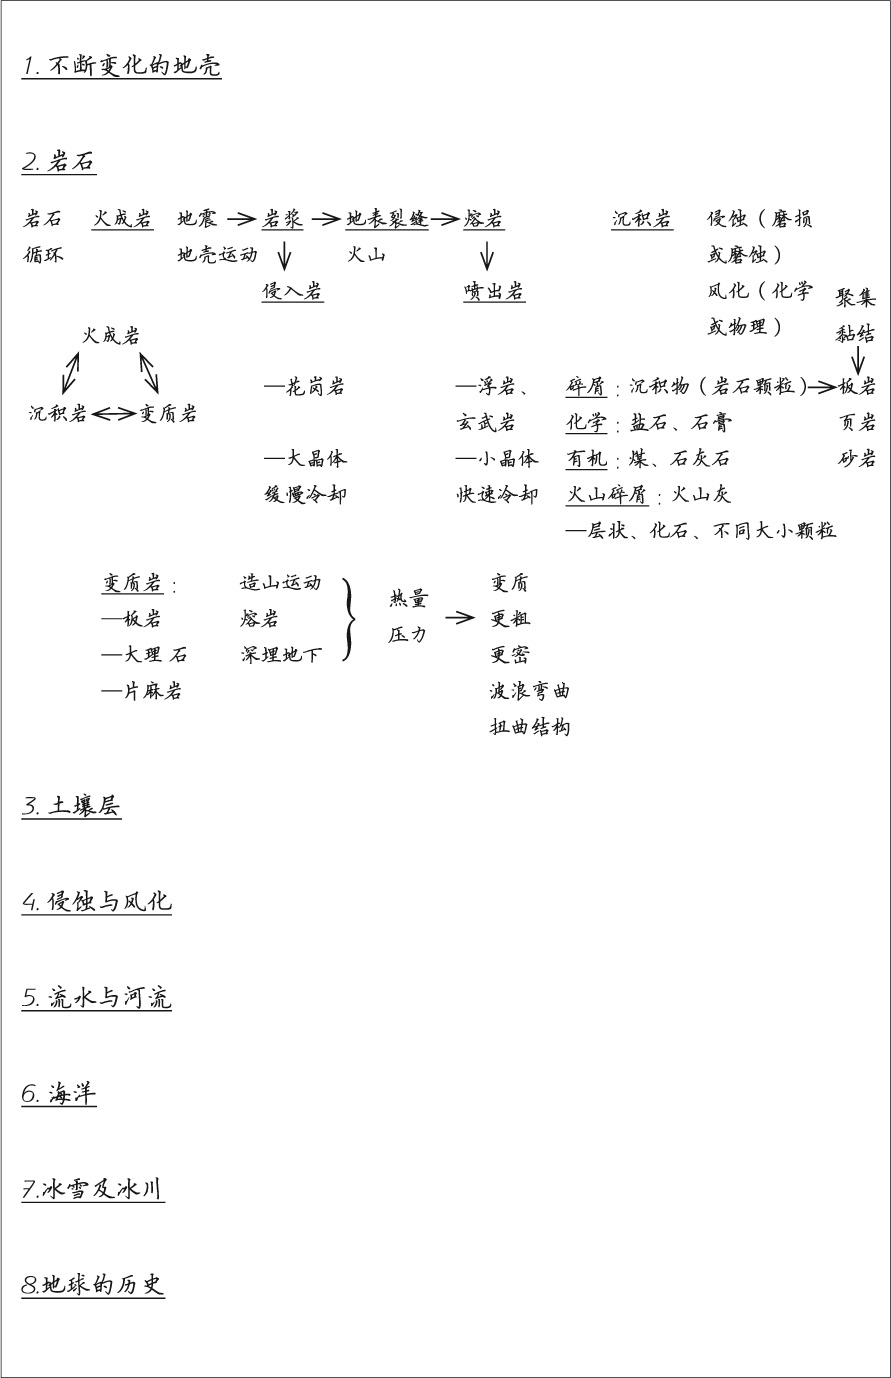 1. 不断变化的地壳
2. 岩石
岩石 火成岩 地震 → 岩浆 → 地表裂缝 → 熔岩 沉积岩 侵蚀（磨损
循环 地壳运动 火山 或磨蚀）
侵入岩 喷出岩 风化（化学 聚集
火成岩 或物理） 黏结
—花岗岩 —浮岩、 碎屑：沉积物（岩石颗粒）→ 板岩
沉积岩 变质岩 玄武岩 化学：盐石、石膏 页岩
—大晶体 —小晶体 有机：煤、石灰石 砂岩
缓慢冷却 快速冷却 火山碎屑：火山灰
—层状、化石、不同大小颗粒
变质岩： 造山运动 热量 变质
—板岩 熔岩 压力 → 更粗
—大理 石 深埋地下 更密
—片麻岩 波浪弯曲
扭曲结构
3. 土壤层
4. 侵蚀与风化
5. 流水与河流
6. 海洋
7.冰雪及冰川
8.地球的历史